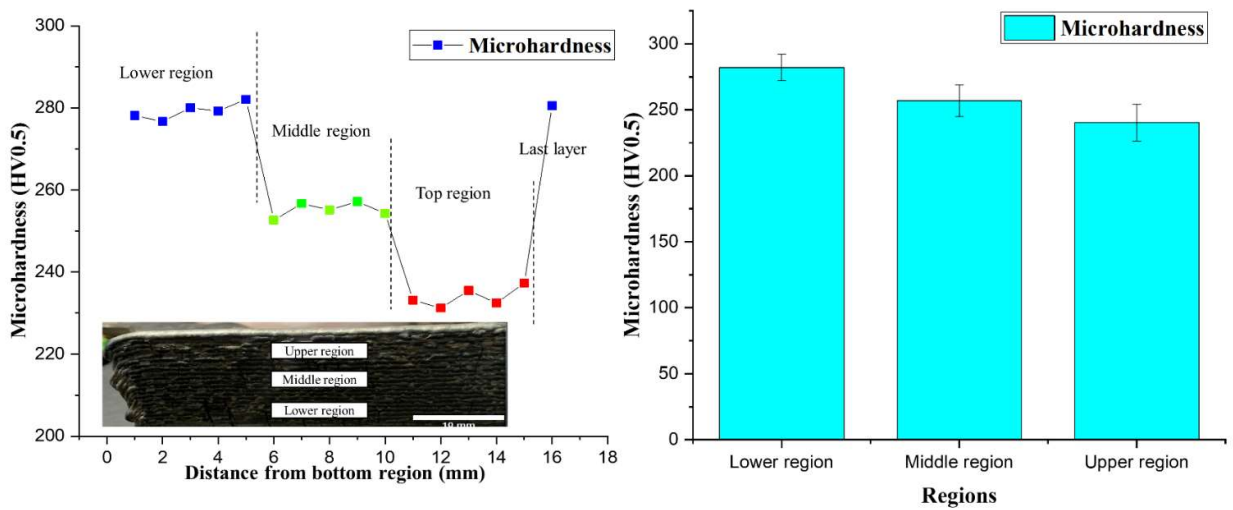 Microhardness
Lower region
Middle region
Last layer
Top region
Upper region
Middle region
Lower region
10 mm
Microhardness (HV0.5)
300
280
260
240
220
200
0 2 4 6 8 10 12 14 16 18
Distance from bottom region (mm)
Microhardness
Microhardness (HV0.5)
300
250
200
150
100
50
0
Lower region Middle region Upper region
Regions